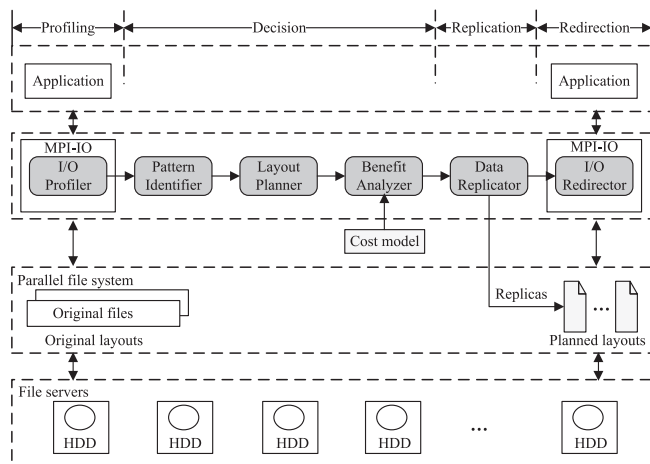 Profiling Decision Replication Redirection
Application Application
MPI-IO MPI-IO
I/O Profiler
Pattern Identifier
Layout Planner
Benefit Analyzer
Data Replicator
I/O Redirector
Cost model
Parallel file system
Original files
Original layouts
Replicas
...
Planned layouts
File servers
HDD HDD HDD HDD ... HDD